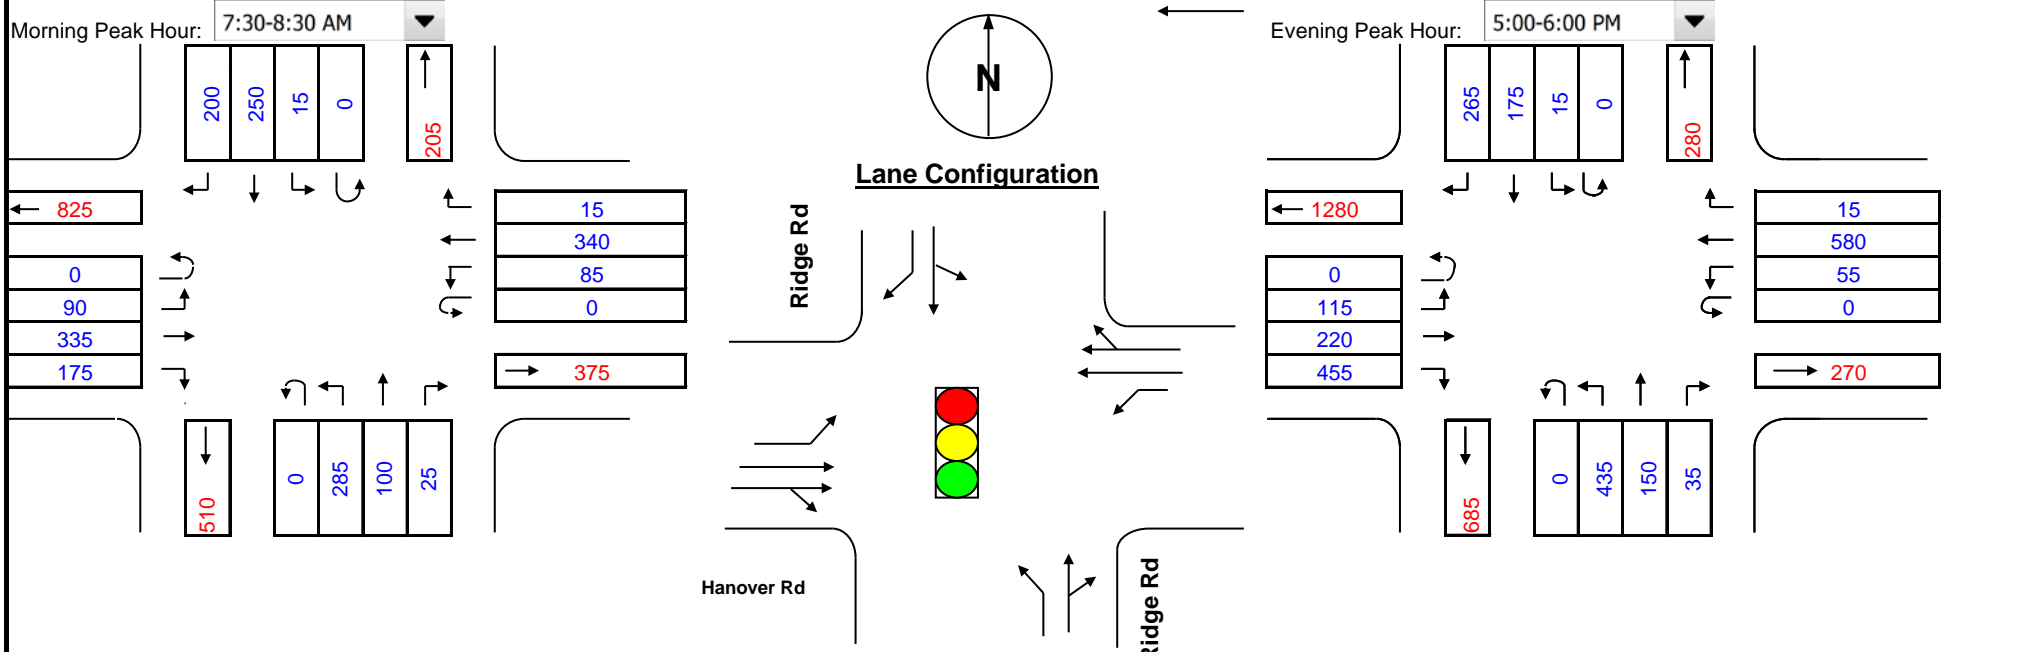 Morning Peak Hour: 7:30-8:30 AM
200 250 15 0 205
825
15
340
85
0
0
90
335
175
375
510
0 285 100 25
N
Lane Configuration
Ridge Rd
Hanover Rd
Ridge Rd
Evening Peak Hour: 5:00-6:00 PM
265 175 15 0 280
1280
15
580
55
0
0
115
220
455
270
685
0 435 150 35